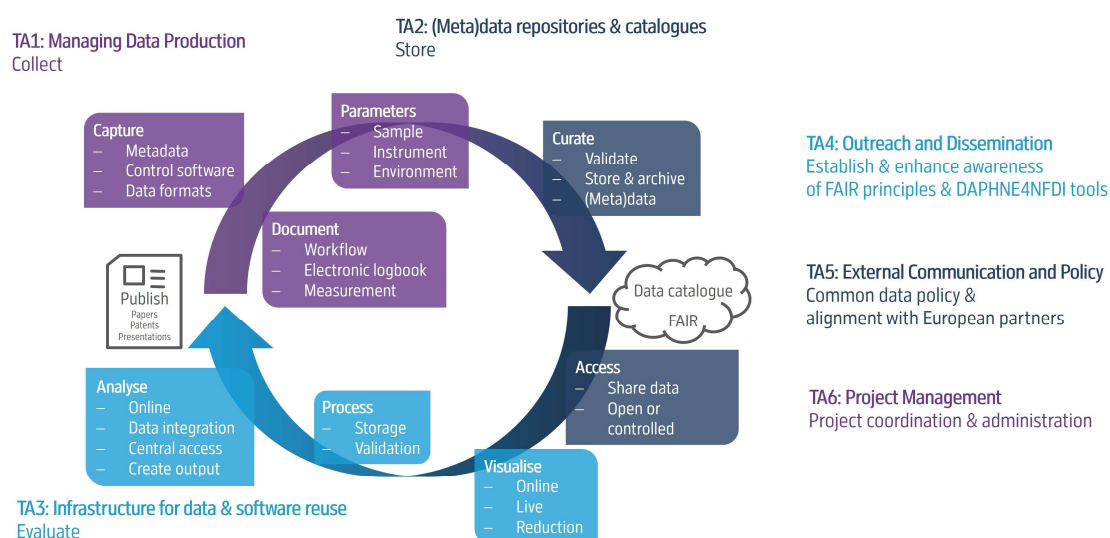 TA1: Managing Data Production
Collect
TA2: (Meta)data repositories & catalogues
Store
Capture
– Metadata
– Control software
– Data formats
Parameters
– Sample
– Instrument
– Environment
Curate
– Validate
– Store & archive
– (Meta)data
Document
– Workflow
– Electronic logbook
– Measurement
Publish
Papers
Patents
Presentations
Data catalogue
FAIR
Access
– Share data
– Open or
controlled
Analyse
– Online
– Data integration
– Central access
– Create output
Process
– Storage
– Validation
Visualise
– Online
– Live
– Reduction
TA3: Infrastructure for data & software reuse
Evaluate
TA4: Outreach and Dissemination
Establish & enhance awareness
of FAIR principles & DAPHNE4NFDI tools
TA5: External Communication and Policy
Common data policy &
alignment with European partners
TA6: Project Management
Project coordination & administration